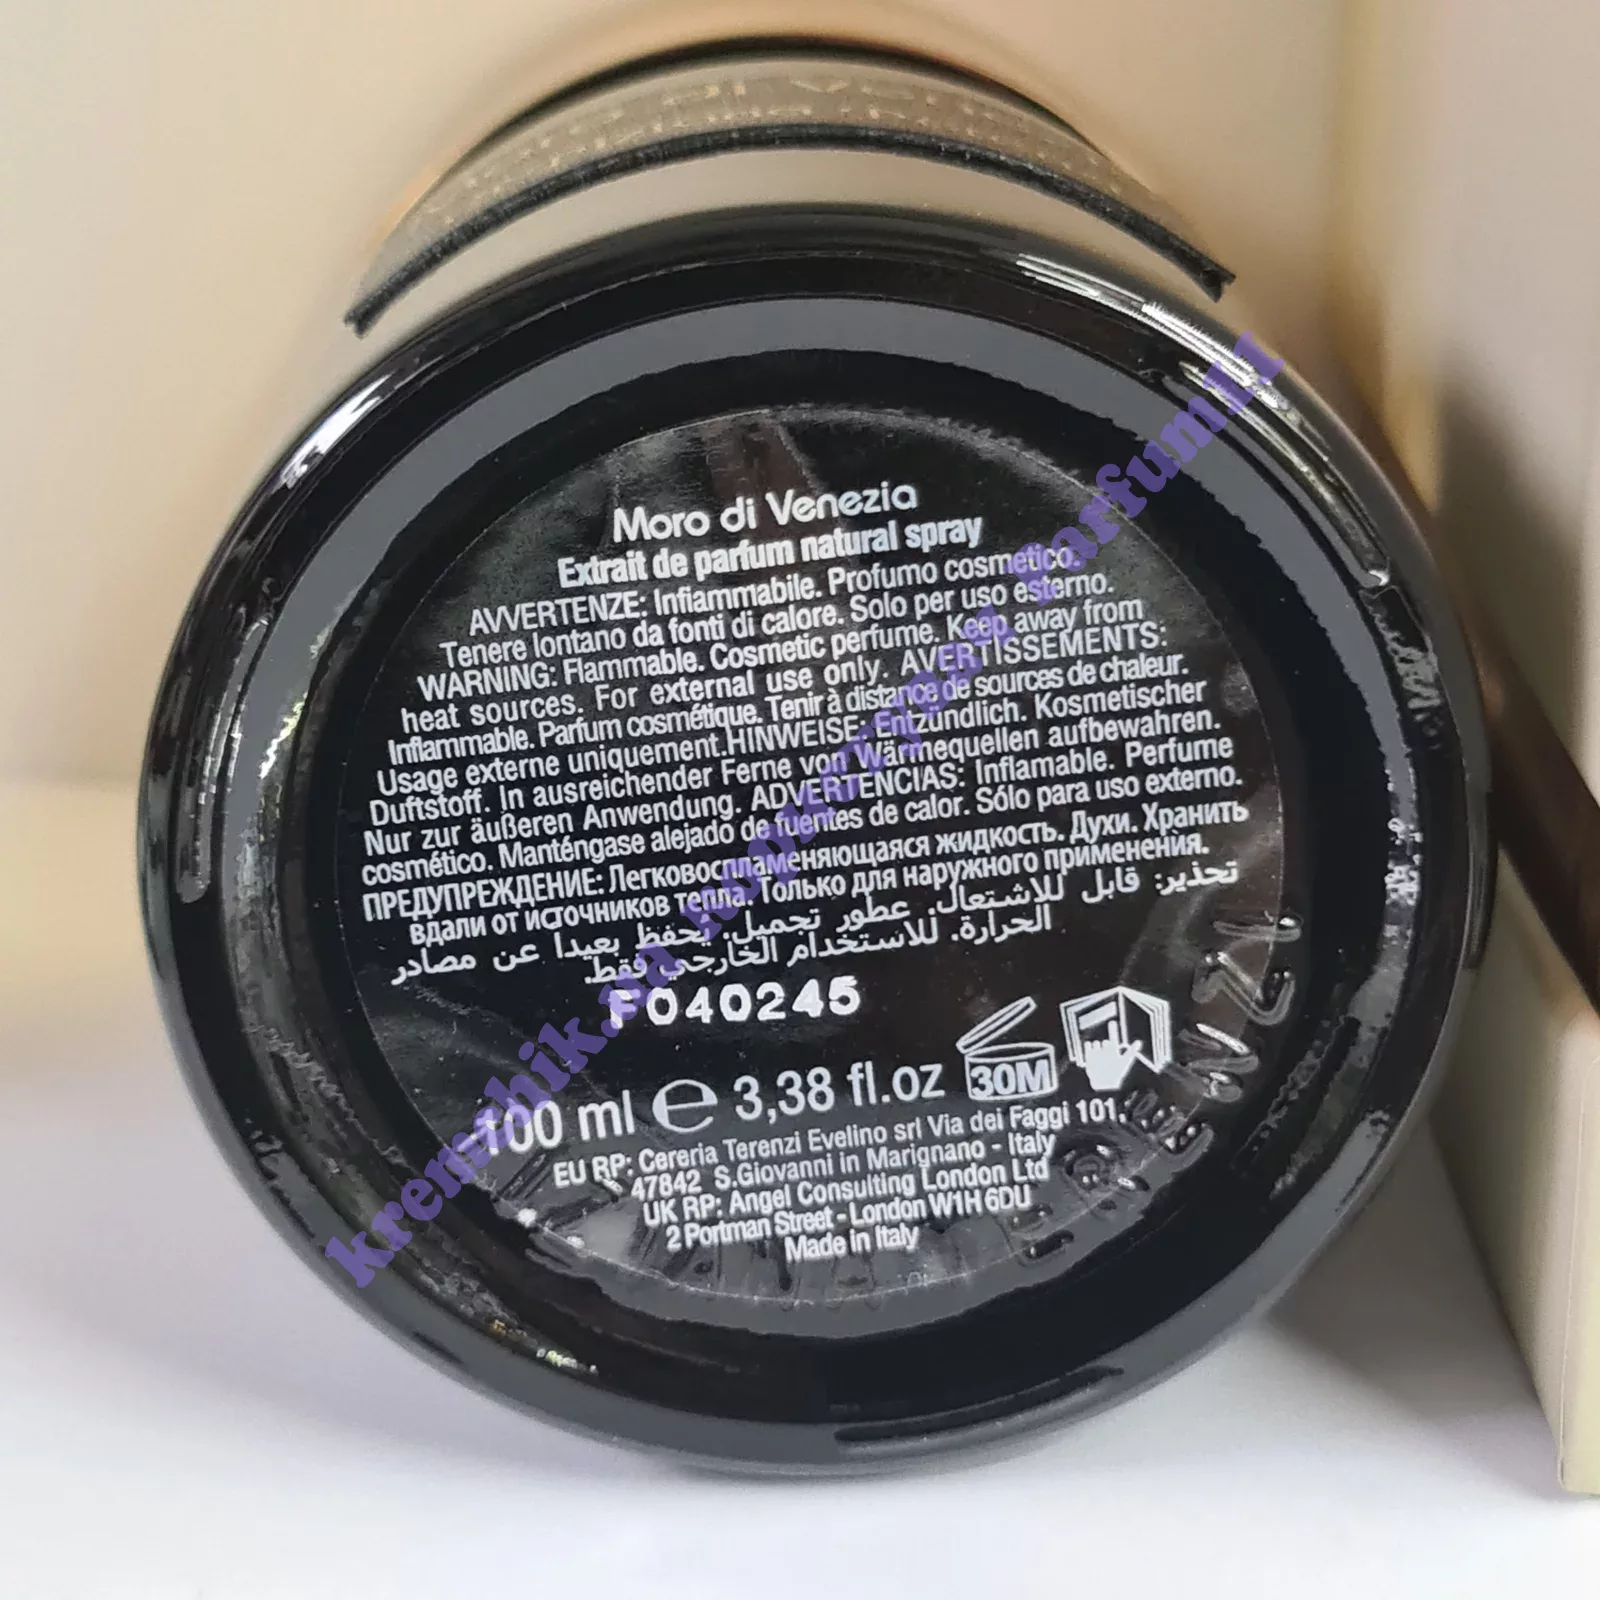 Moro di Venezia
Extrait de parfum natural spray
AVVERTENZE: Infiammabile. Profumo cosmetico.
Tenere lontano da fonti di calore. Solo per uso esterno.
WARNING: Flammable. Cosmetic perfume. Keep away from
heat sources. For external use only. AVERTISSEMENTS:
Inflammable. Parfum cosmétique. Tenir à distance de sources de chaleur.
Usage externe uniquement.HINWEISE: Entzündlich. Kosmetischer
Duftstoff. In ausreichender Ferne von Wärmequellen aufbewahren.
Nur zur äußeren Anwendung. ADVERTENCIAS: Inflamable. Perfume
cosmético. Manténgase alejado de fuentes de calor. Sólo para uso externo.
ПРЕДУПРЕЖДЕНИЕ: Легковоспламеняющаяся жидкость. Духи. Хранить
вдали от источников тепла. Только для наружного применения.
تحذير: قابل للاشتعال. عطور تجميل. يحفظ بعيدا عن مصادر
الحرارة. للاستخدام الخارجي فقط.
F040245
100 ml e 3,38 fl.oz 30M
EU RP: Cereria Terenzi Evelino srl Via dei Faggi 101.
47842 S.Giovanni in Marignano - Italy
UK RP: Angel Consulting London Ltd
2 Portman Street - London W1H 6DU
Made in Italy